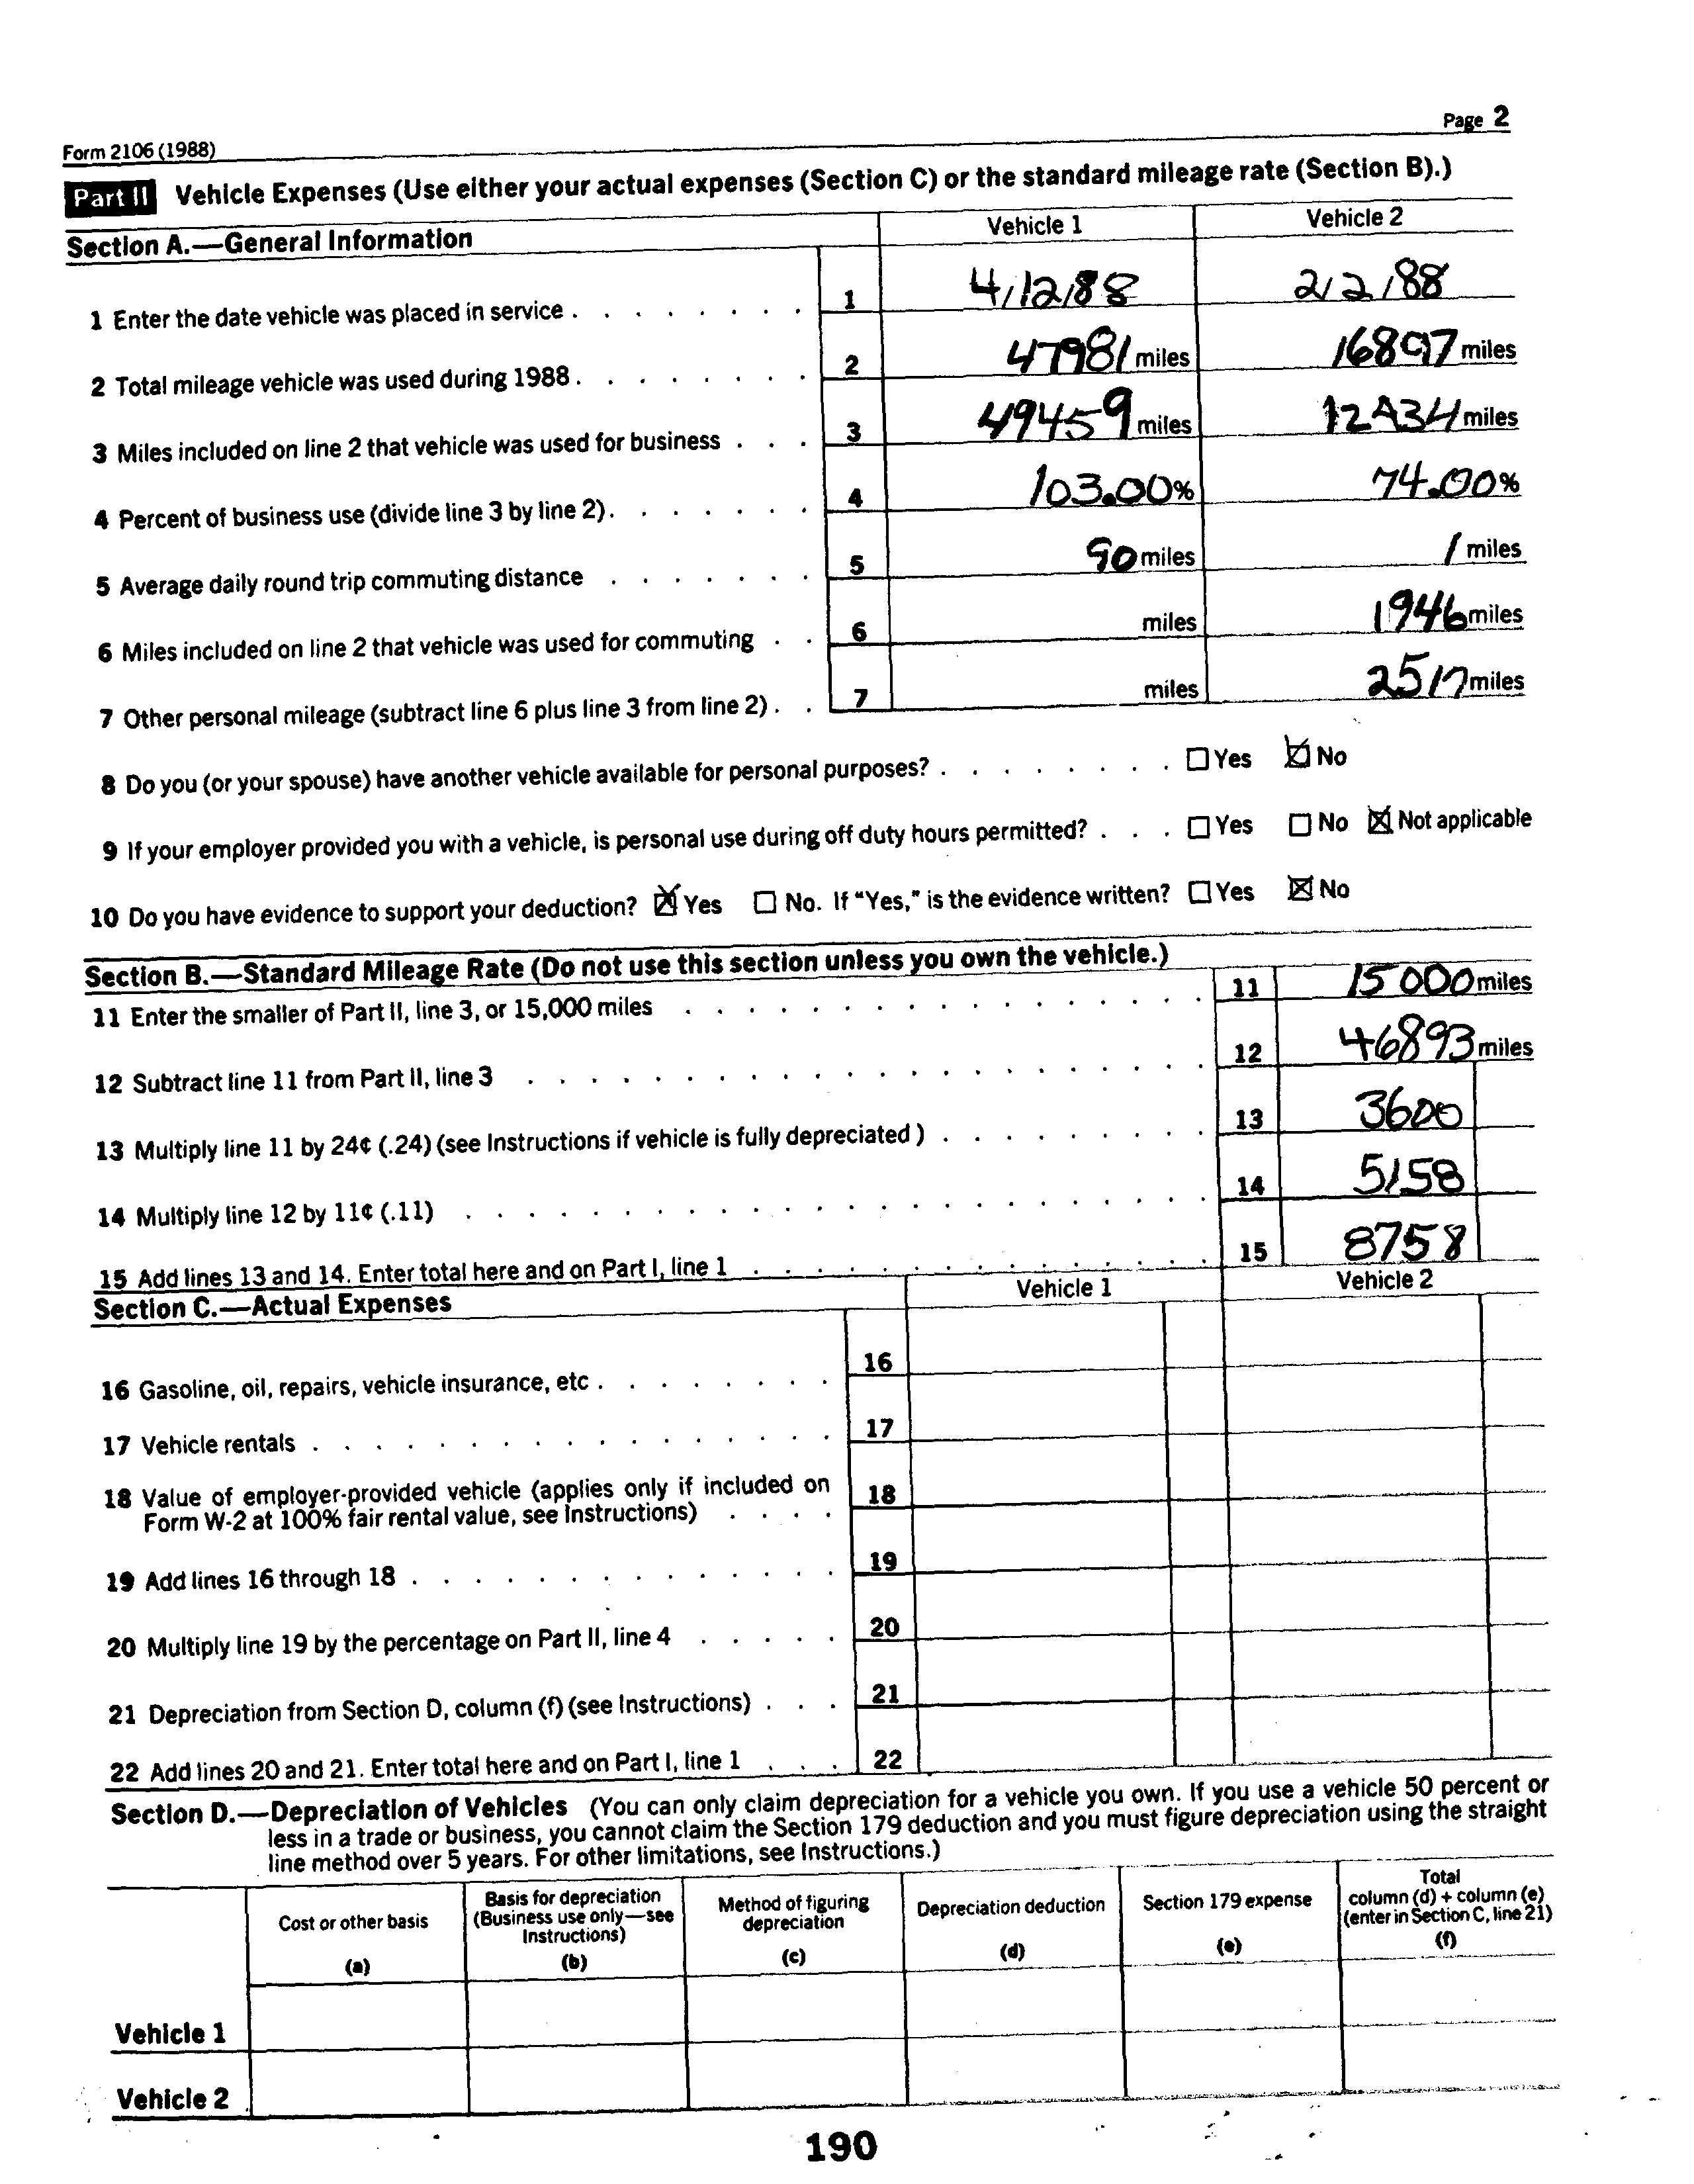 Form 2106 (1988)
Page 2
Part II Vehicle Expenses (Use either your actual expenses (Section C) or the standard mileage rate (Section B).)
Section A.—General Information
Vehicle 1
Vehicle 2
1 Enter the date vehicle was placed in service . . . . . . . . 1 4/12/88 2/2/88
2 Total mileage vehicle was used during 1988 . . . . . . . . 2 47981 miles 16897 miles
3 Miles included on line 2 that vehicle was used for business . . . 3 49459 miles 12434 miles
4 Percent of business use (divide line 3 by line 2) . . . . . . . 4 103.00% 74.00%
5 Average daily round trip commuting distance . . . . . . . 5 90 miles 1 miles
6 Miles included on line 2 that vehicle was used for commuting . . 6 miles 1946 miles
7 Other personal mileage (subtract line 6 plus line 3 from line 2) . . 7 miles 2517 miles
8 Do you (or your spouse) have another vehicle available for personal purposes? . . . . . . . . ☐ Yes ☒ No
9 If your employer provided you with a vehicle, is personal use during off duty hours permitted? . . . ☐ Yes ☐ No ☒ Not applicable
10 Do you have evidence to support your deduction? ☒ Yes ☐ No. If "Yes," is the evidence written? ☐ Yes ☒ No
Section B.—Standard Mileage Rate (Do not use this section unless you own the vehicle.)
11 Enter the smaller of Part II, line 3, or 15,000 miles . . . . . . . . 11 15 000 miles
12 Subtract line 11 from Part II, line 3 . . . . . . . . 12 46893 miles
13 Multiply line 11 by 24¢ (.24) (see Instructions if vehicle is fully depreciated ) . . . . . . . . . 13 3600
14 Multiply line 12 by 11¢ (.11) . . . . . . . . 14 5158
15 Add lines 13 and 14. Enter total here and on Part I, line 1 . . . . . . . . 15 8758
Section C.—Actual Expenses
Vehicle 1
Vehicle 2
16 Gasoline, oil, repairs, vehicle insurance, etc . . . . . . . . 16
17 Vehicle rentals . . . . . . . . 17
18 Value of employer-provided vehicle (applies only if included on
Form W-2 at 100% fair rental value, see Instructions) . . . . 18
19 Add lines 16 through 18 . . . . . . . . 19
20 Multiply line 19 by the percentage on Part II, line 4 . . . . . 20
21 Depreciation from Section D, column (f) (see Instructions) . . . 21
22 Add lines 20 and 21. Enter total here and on Part I, line 1 . . . 22
Section D.—Depreciation of Vehicles (You can only claim depreciation for a vehicle you own. If you use a vehicle 50 percent or
less in a trade or business, you cannot claim the Section 179 deduction and you must figure depreciation using the straight
line method over 5 years. For other limitations, see Instructions.)
Cost or other basis
(a)
Basis for depreciation
(Business use only—see
Instructions)
(b)
Method of figuring
depreciation
(c)
Depreciation deduction
(d)
Section 179 expense
(e)
Total
column (d) + column (e)
(enter in Section C, line 21)
(f)
Vehicle 1
Vehicle 2
190